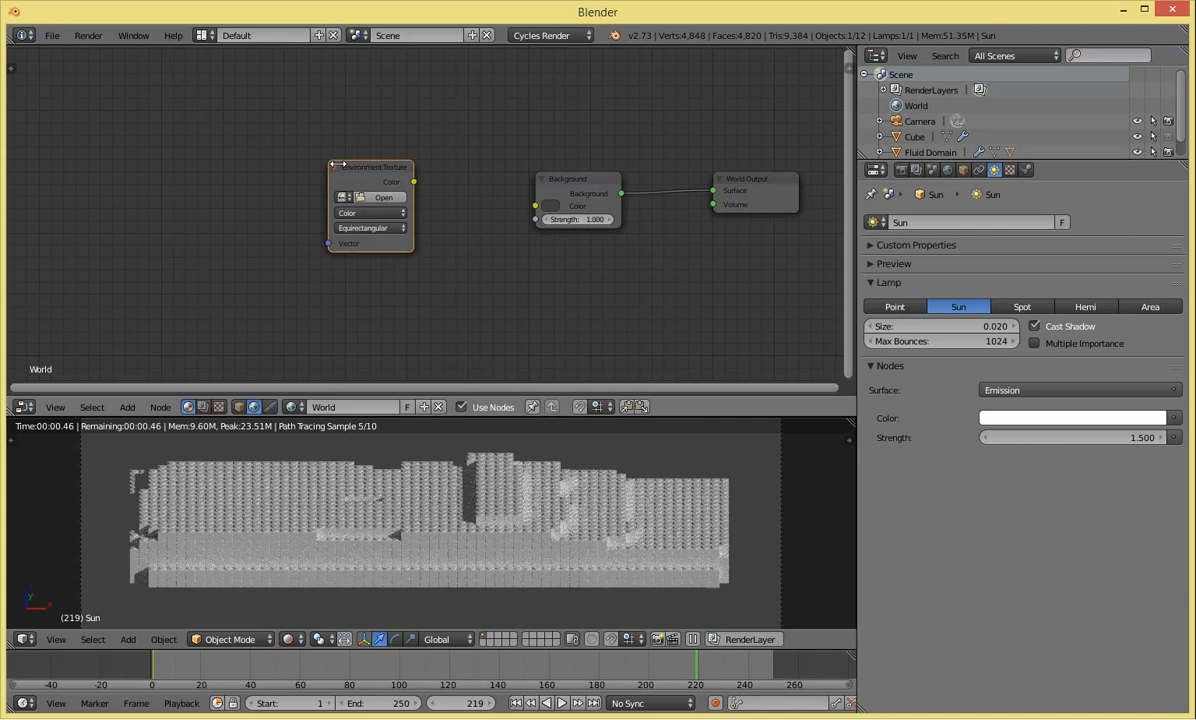 Blender
File Render Window Help Default Scene Cycles Render v2.73 | Verts:4,848 | Faces:4,820 | Tris:9,384 | Objects:1/12 | Lamps:1/1 | Mem:51.35M | Sun
View Search All Scenes
Scene
RenderLayers
World
Camera
Cube
Fluid Domain
Environment Texture
Color
Open
Color
Equirectangular
Vector
Background
Background
Color
Strength: 1.000
World Output
Surface
Volume
World
View Select Add Node World F Use Nodes
Sun Sun
Sun F
Custom Properties
Preview
Lamp
Point Sun Spot Hemi Area
Size: 0.020 Cast Shadow
Max Bounces: 1024 Multiple Importance
Nodes
Surface: Emission
Color:
Strength: 1.500
Time:00:00.46 | Remaining:00:00.46 | Mem:9.60M, Peak:23.51M | Path Tracing Sample 5/10
y
x
(219) Sun
View Select Add Object Object Mode Global RenderLayer
-40 -20 0 20 40 60 80 100 120 140 160 180 200 220 240 260
View Marker Frame Playback Start: 1 End: 250 219 No Sync